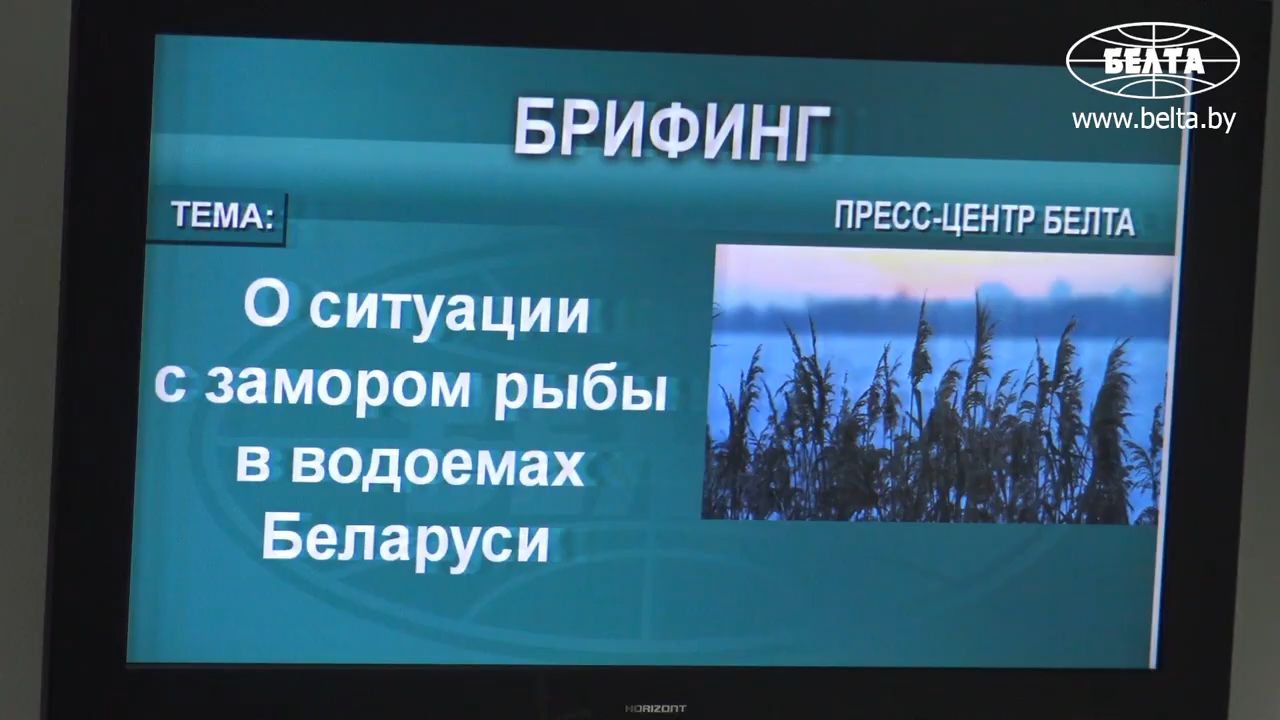 БЕЛТА
www.belta.by
БРИФИНГ
ТЕМА:
ПРЕСС-ЦЕНТР БЕЛТА
О ситуации
с замором рыбы
в водоемах
Беларуси
HORIZONT